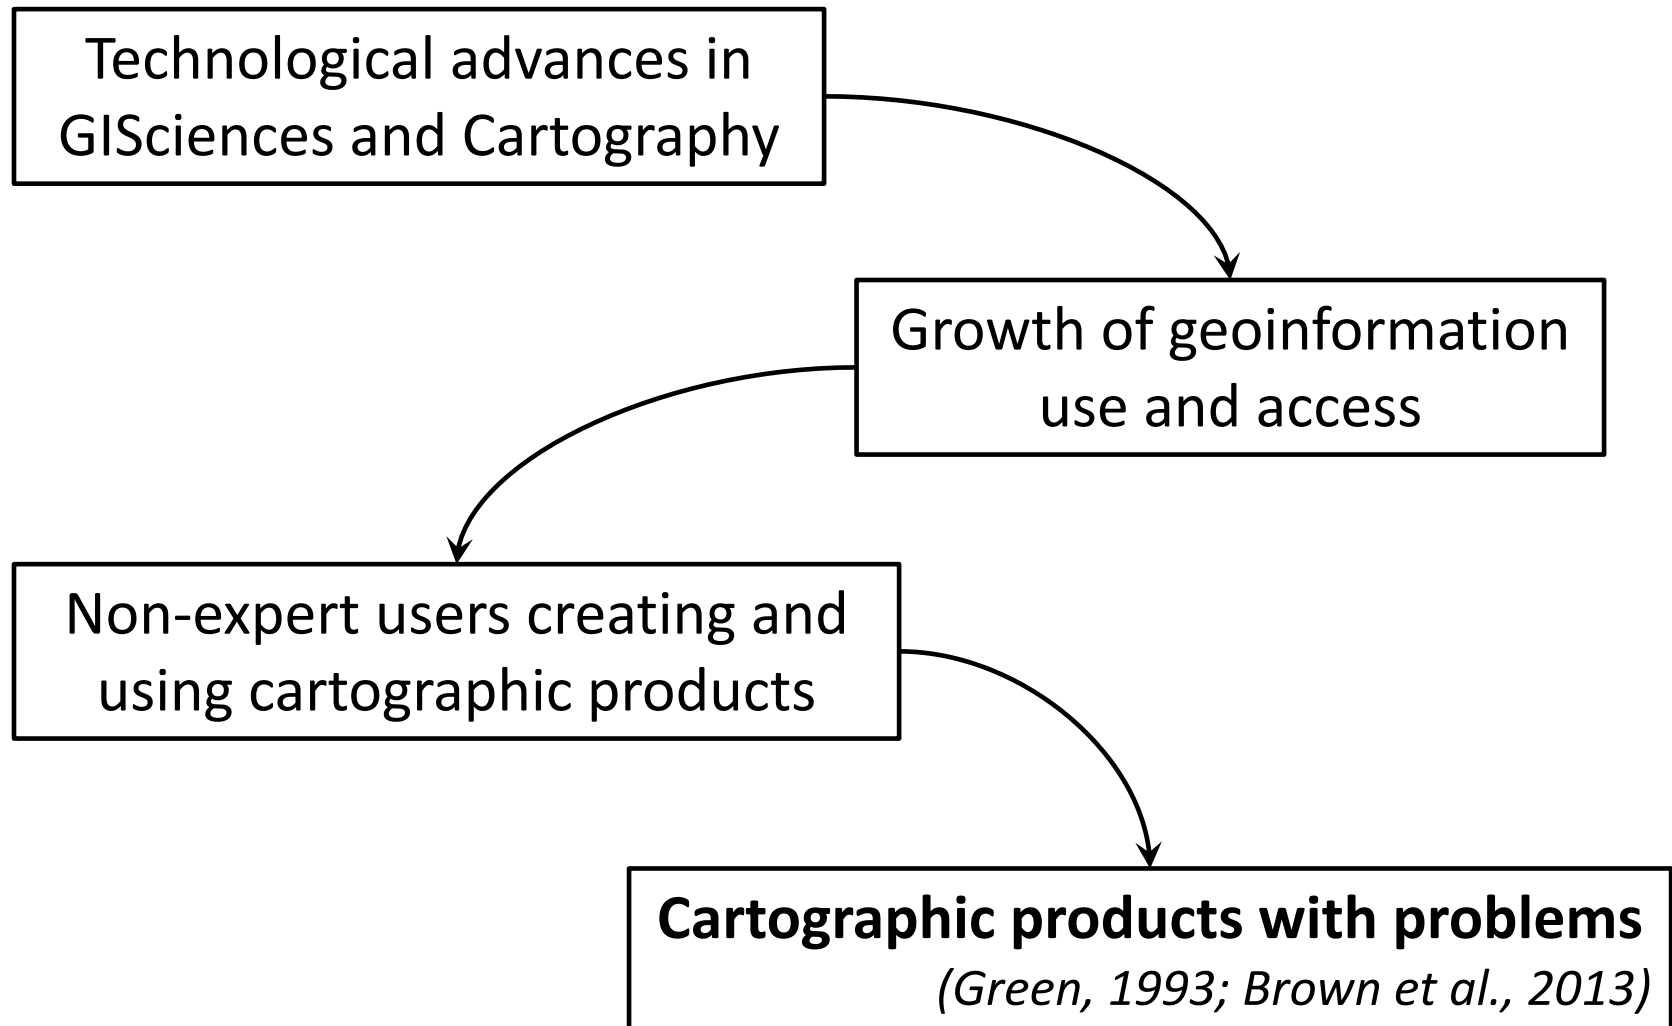 Technological advances in
GISciences and Cartography
Growth of geoinformation
use and access
Non-expert users creating and
using cartographic products
Cartographic products with problems
(Green, 1993; Brown et al., 2013)